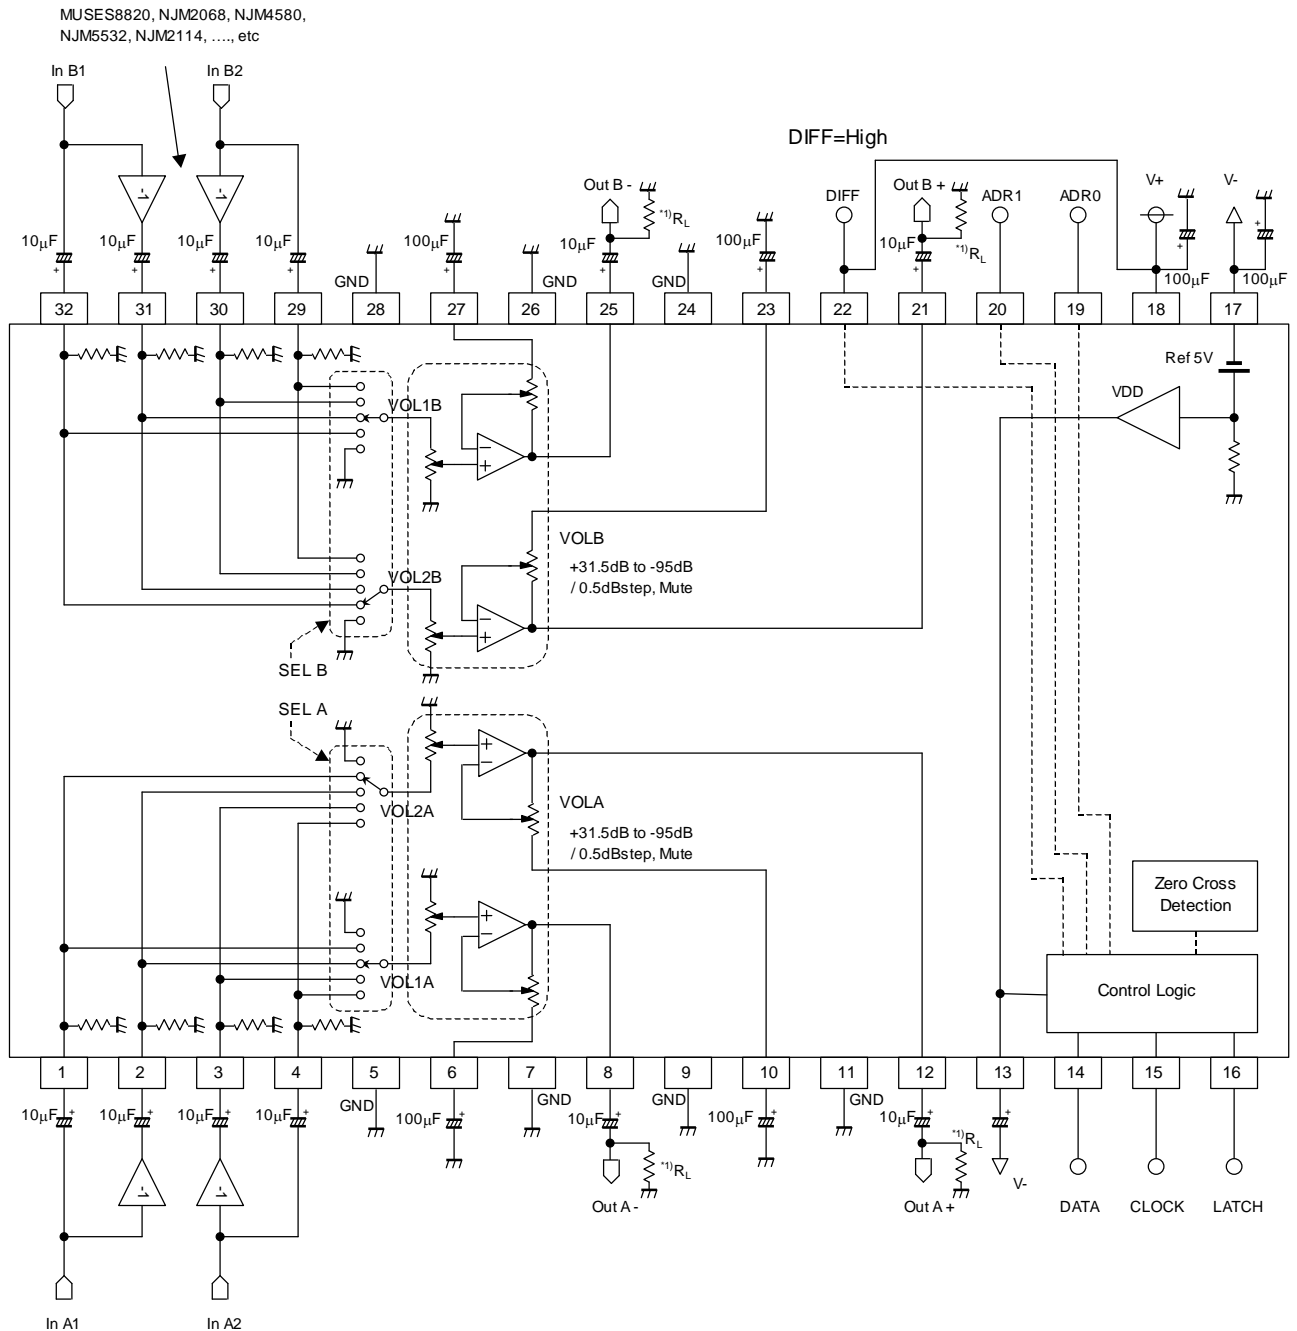 MUSES8820, NJM2068, NJM4580,
NJM5532, NJM2114, …., etc
In B1
In B2
DIFF=High
Out B -
*1)RL
DIFF
Out B +
*1)RL
ADR1
ADR0
V+
V-
10μF
10μF
10μF
10μF
100μF
10μF
100μF
10μF
100μF
100μF
GND
GND
GND
+
+
+
+
+
+
+
+
+
+
32
31
30
29
28
27
26
25
24
23
22
21
20
19
18
17
Ref 5V
VDD
VOL1B
−
+
VOLB
+31.5dB to -95dB
/ 0.5dBstep, Mute
VOL2B
−
+
SEL B
SEL A
+
−
VOL2A
VOLA
+31.5dB to -95dB
/ 0.5dBstep, Mute
+
−
VOL1A
Zero Cross
Detection
Control Logic
1
2
3
4
5
6
7
8
9
10
11
12
13
14
15
16
10μF
10μF
10μF
10μF
GND
100μF
GND
10μF
GND
100μF
GND
10μF
+
+
+
+
+
+
+
+
+
-1
-1
-1
-1
*1)RL
*1)RL
Out A -
Out A +
V-
DATA
CLOCK
LATCH
In A1
In A2